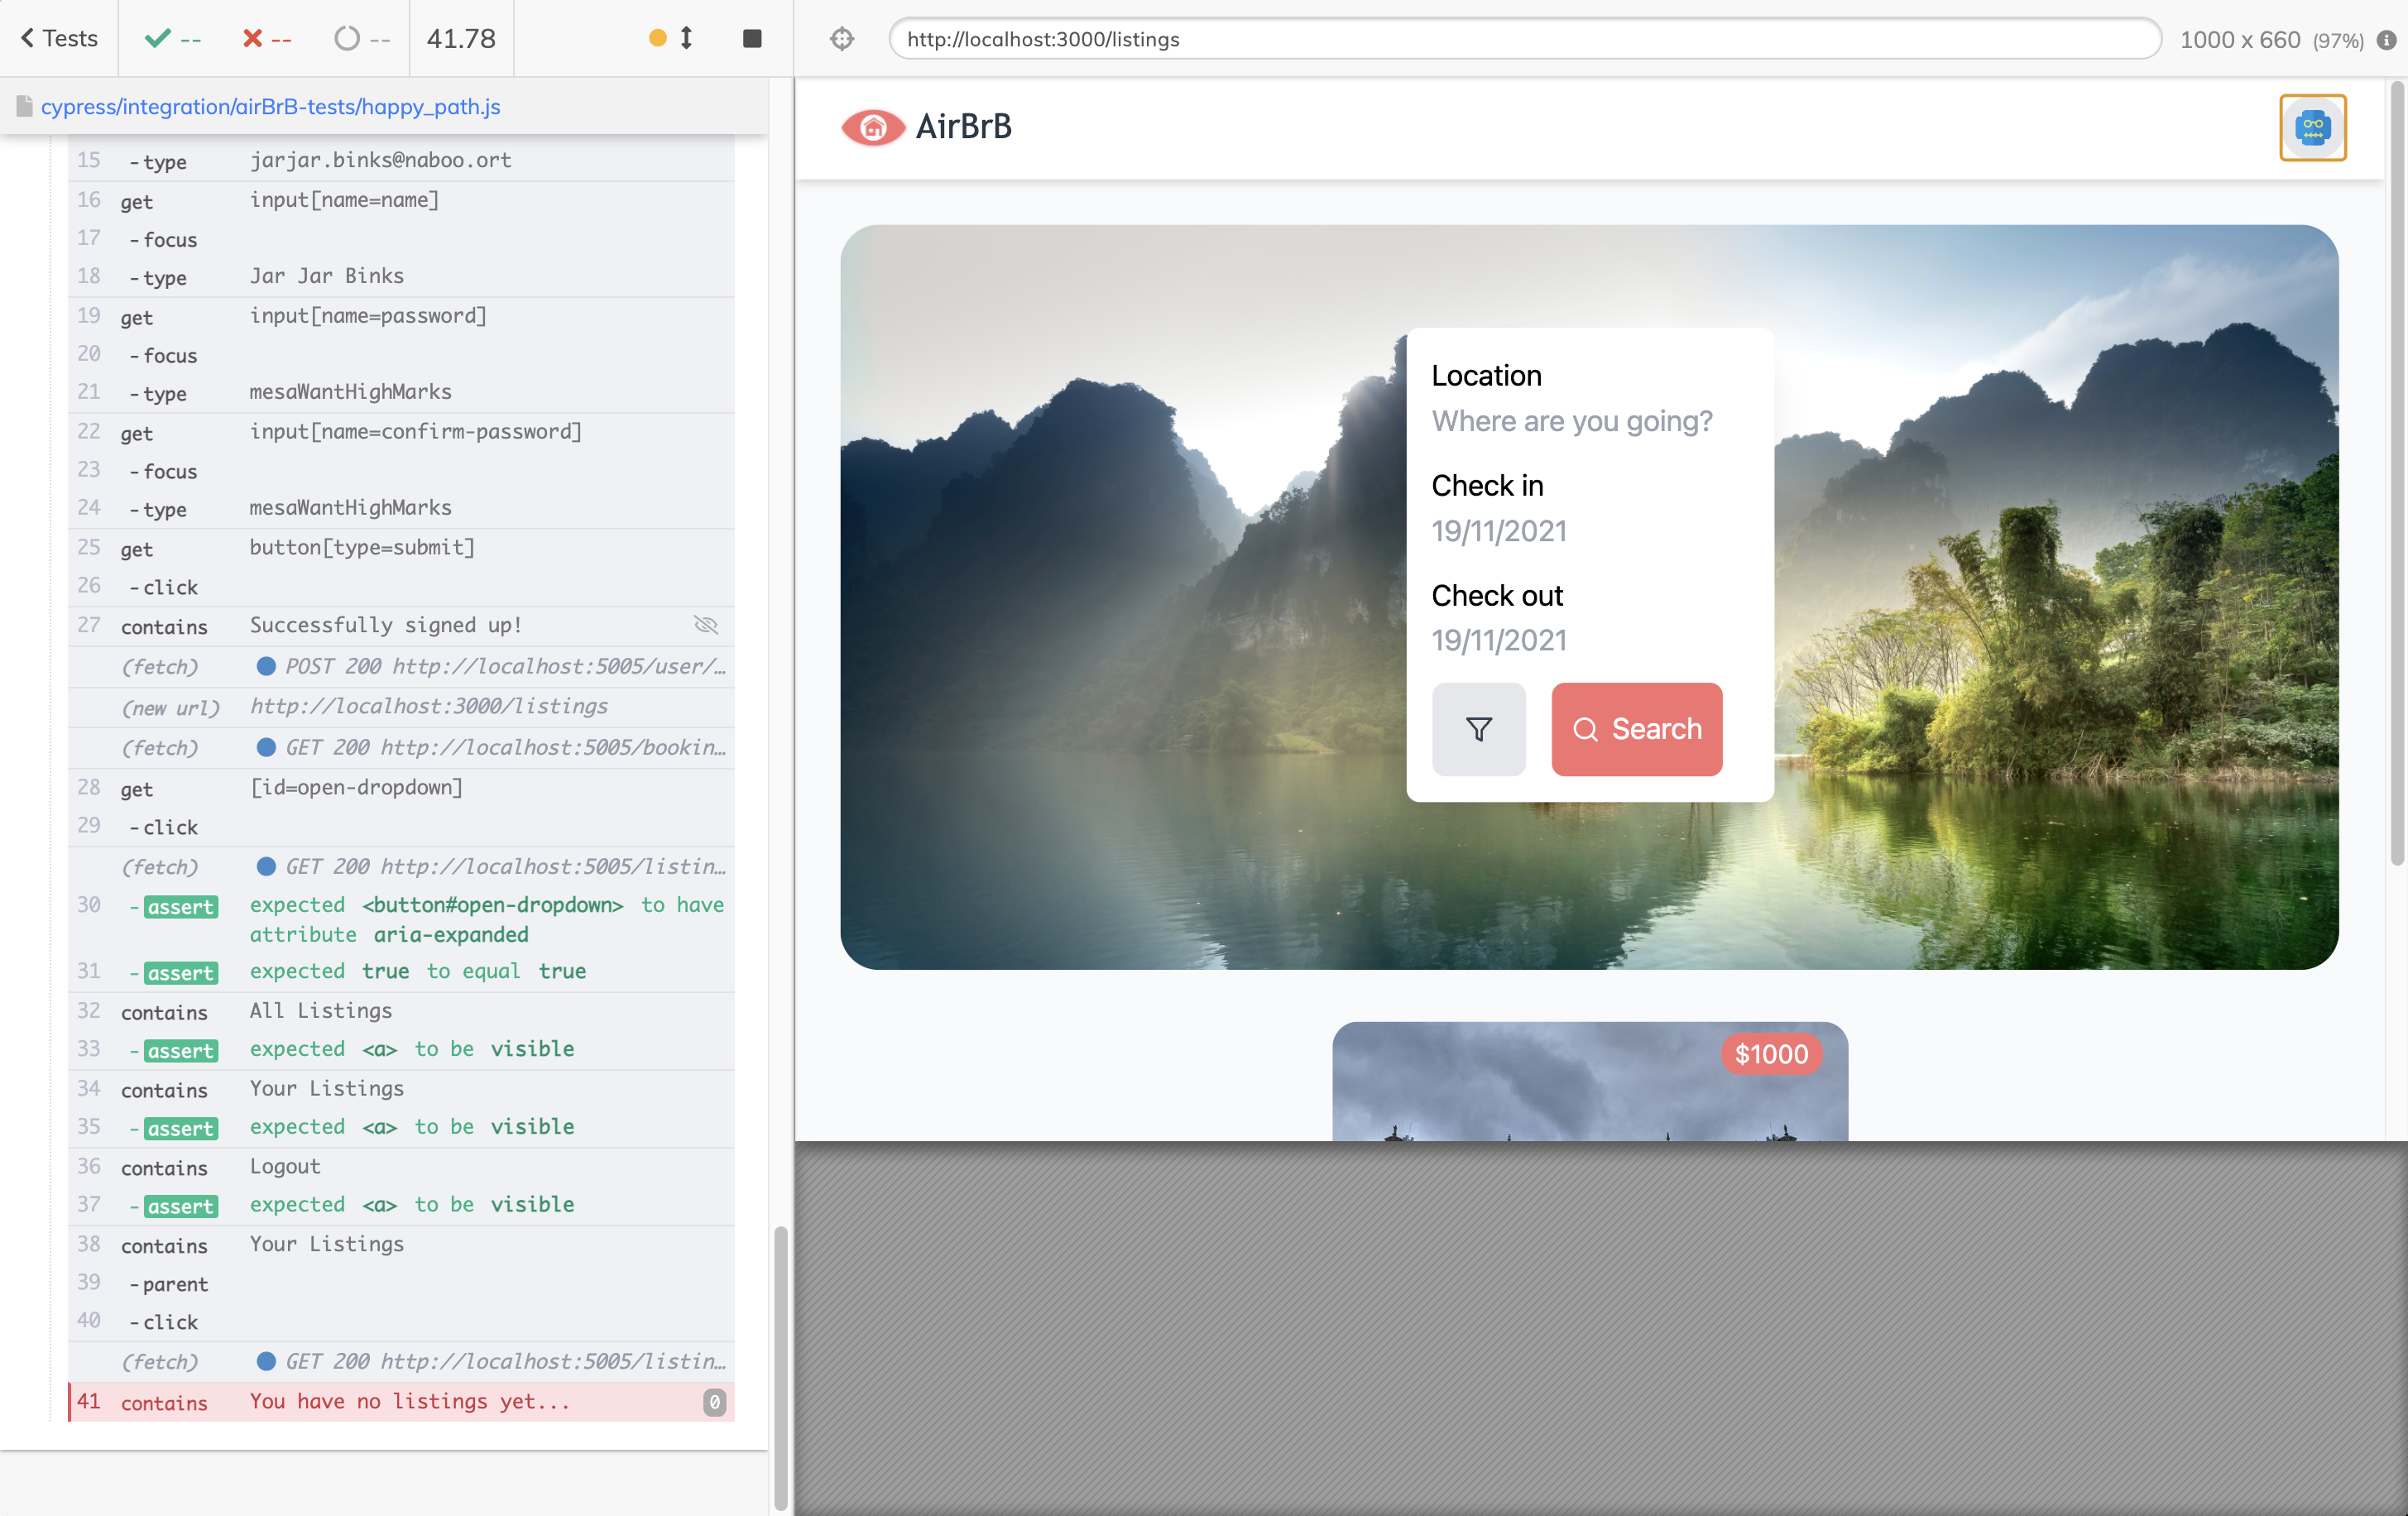 Tests
--
--
--
41.78
http://localhost:3000/listings
1000 x 660 (97%)
cypress/integration/airBrB-tests/happy_path.js
15 -type jarjar.binks@naboo.ort
16 get input[name=name]
17 -focus
18 -type Jar Jar Binks
19 get input[name=password]
20 -focus
21 -type mesaWantHighMarks
22 get input[name=confirm-password]
23 -focus
24 -type mesaWantHighMarks
25 get button[type=submit]
26 -click
27 contains Successfully signed up!
(fetch) POST 200 http://localhost:5005/user/…
(new url) http://localhost:3000/listings
(fetch) GET 200 http://localhost:5005/bookin…
28 get [id=open-dropdown]
29 -click
(fetch) GET 200 http://localhost:5005/listin…
30 -assert expected <button#open-dropdown> to have
attribute aria-expanded
31 -assert expected true to equal true
32 contains All Listings
33 -assert expected <a> to be visible
34 contains Your Listings
35 -assert expected <a> to be visible
36 contains Logout
37 -assert expected <a> to be visible
38 contains Your Listings
39 -parent
40 -click
(fetch) GET 200 http://localhost:5005/listin…
41 contains You have no listings yet... 0
AirBrB
Location
Where are you going?
Check in
19/11/2021
Check out
19/11/2021
Search
$1000